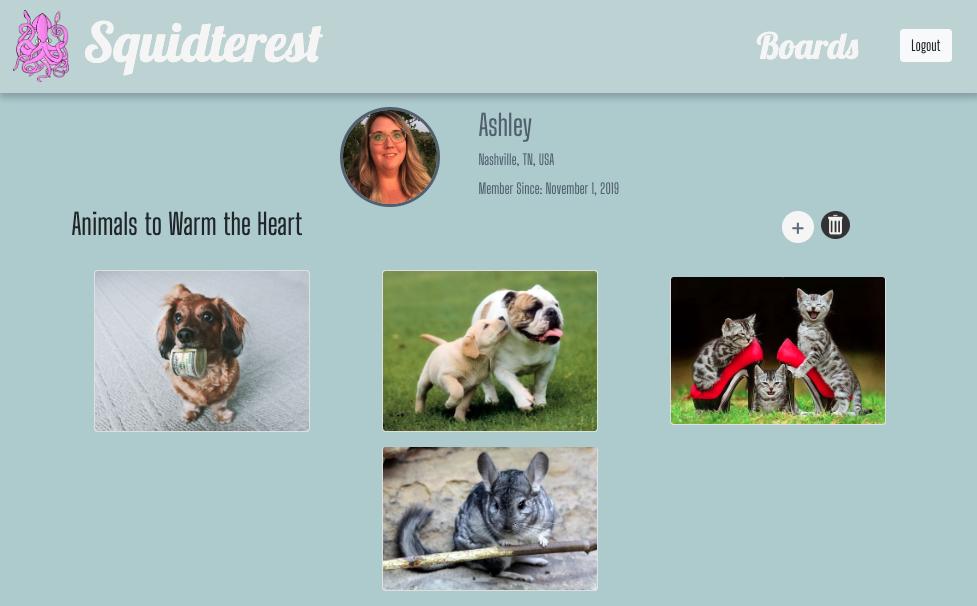 Squidterest
Boards
Logout
Ashley
Nashville, TN, USA
Member Since: November 1, 2019
Animals to Warm the Heart
+